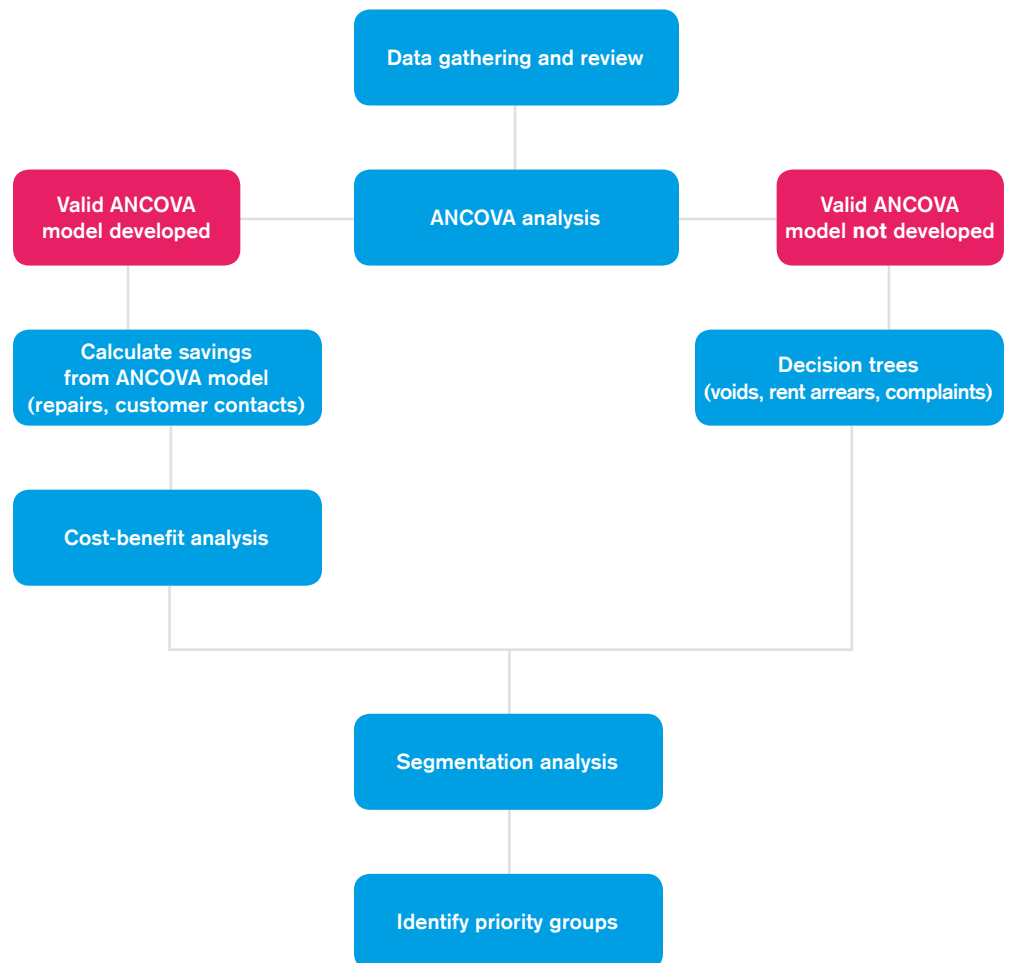 Data gathering and review
Valid ANCOVA
model developed
ANCOVA analysis
Valid ANCOVA
model not developed
Calculate savings
from ANCOVA model
(repairs, customer contacts)
Decision trees
(voids, rent arrears, complaints)
Cost-benefit analysis
Segmentation analysis
Identify priority groups